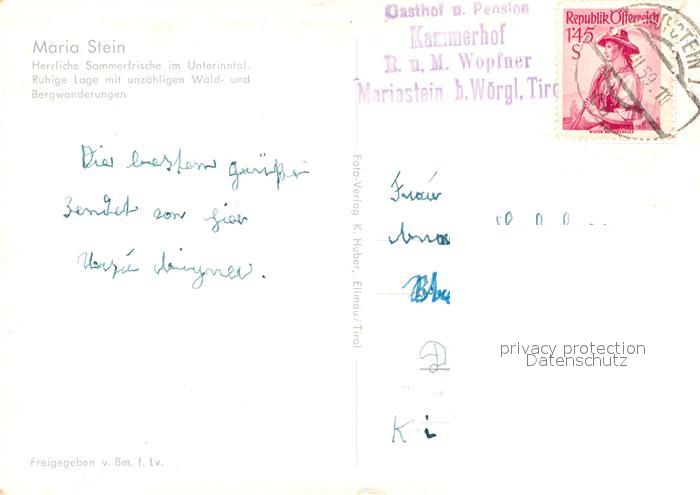 Maria Stein
Herrliche Sommerfrische im Unterinntal.
Ruhige Lage mit unzähligen Wald- und
Bergwanderungen
Gasthof u. Pension
Kammerhof
R. u. M. Wopfner
Mariastein b. Wörgl, Tirol
Republik Österreich
1'45
S
Die besten grüße
sendet von hier
Foto-Verlag K. Huber, Ellmau/Tirol
Frau
D
privacy protection
Datenschutz
K i
Freigegeben v. Bm. f. Lv.